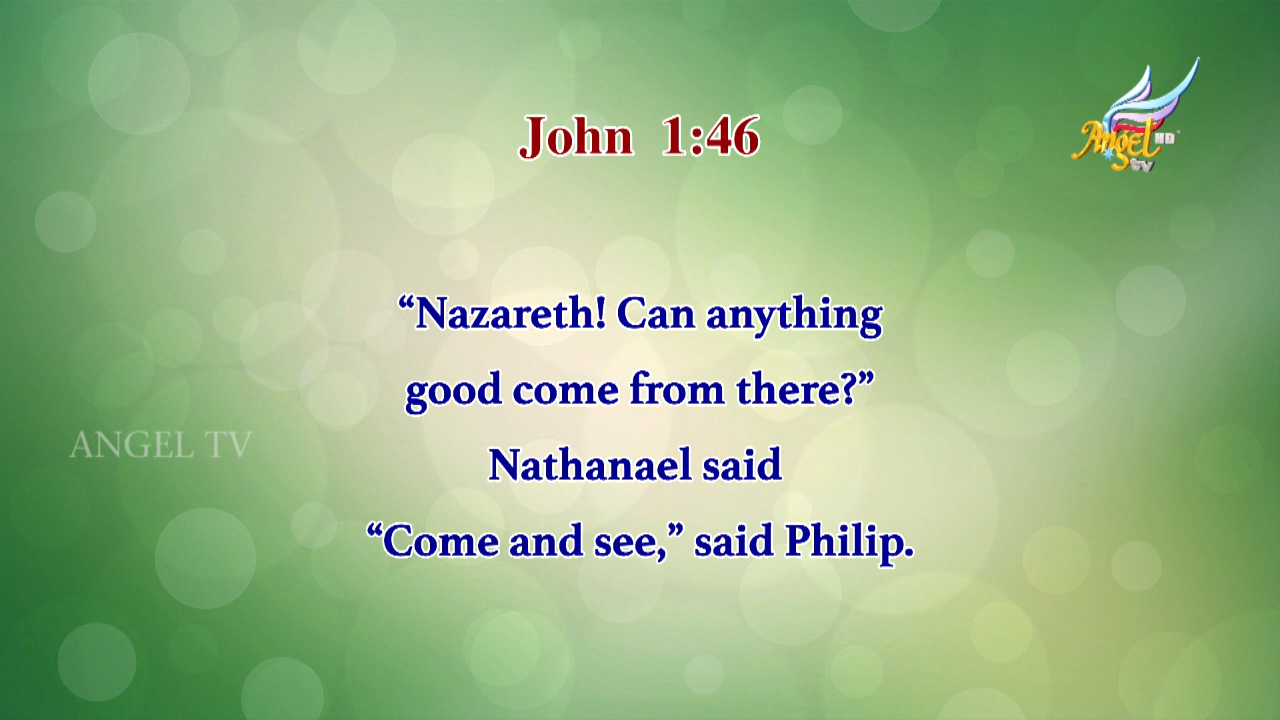 John 1:46
Angel HD
tv
“Nazareth! Can anything
good come from there?”
ANGEL TV
Nathanael said
“Come and see,” said Philip.